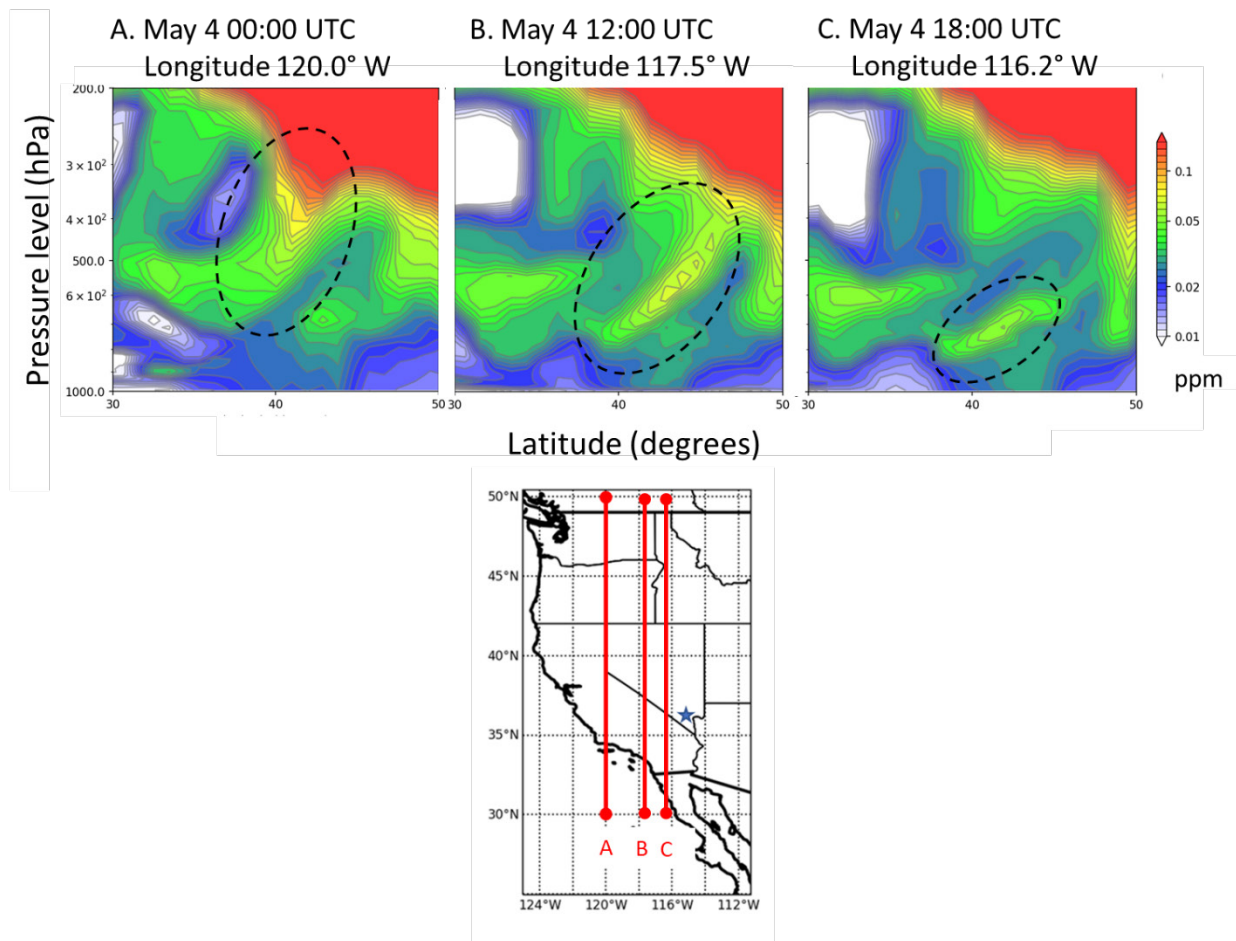 A. May 4 00:00 UTC
Longitude 120.0° W
B. May 4 12:00 UTC
Longitude 117.5° W
C. May 4 18:00 UTC
Longitude 116.2° W
Pressure level (hPa)
200.0
3 × 10²
4 × 10²
500.0
6 × 10²
1000.0
30
40
50
30
40
50
30
40
50
0.1
0.05
0.02
0.01
ppm
Latitude (degrees)
50°N
45°N
40°N
35°N
30°N
A
B
C
124°W
120°W
116°W
112°W